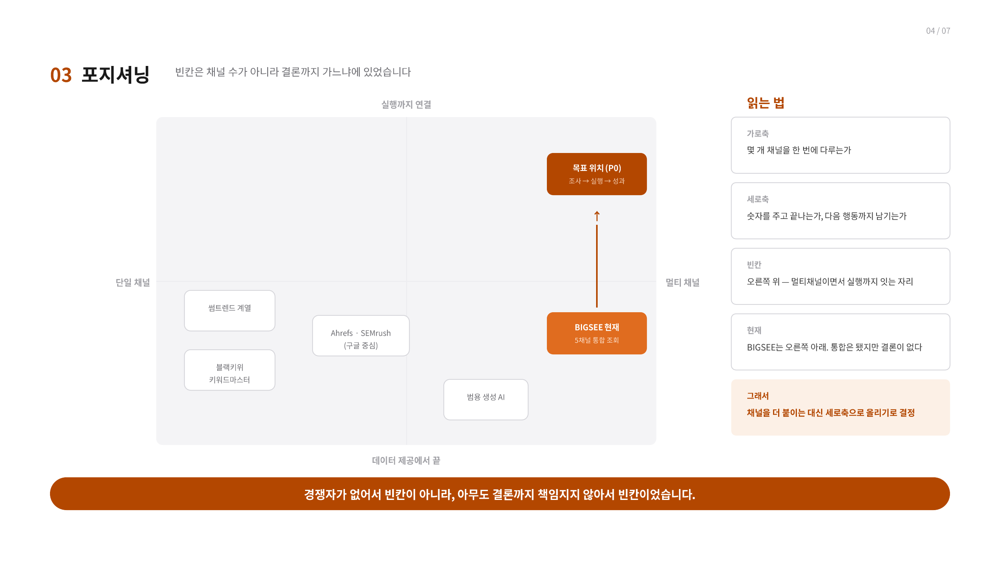 04 / 07
03 포지셔닝
빈칸은 채널 수가 아니라 결론까지 가느냐에 있었습니다
실행까지 연결
목표 위치 (P0)
조사 → 실행 → 성과
↑
단일 채널
멀티 채널
썸트렌드 계열
Ahrefs · SEMrush
(구글 중심)
BIGSEE 현재
5채널 통합 조회
블랙키위
키워드마스터
범용 생성 AI
데이터 제공에서 끝
읽는 법
가로축
몇 개 채널을 한 번에 다루는가
세로축
숫자를 주고 끝나는가, 다음 행동까지 남기는가
빈칸
오른쪽 위 — 멀티채널이면서 실행까지 잇는 자리
현재
BIGSEE는 오른쪽 아래. 통합은 됐지만 결론이 없다
그래서
채널을 더 붙이는 대신 세로축으로 올리기로 결정
경쟁자가 없어서 빈칸이 아니라, 아무도 결론까지 책임지지 않아서 빈칸이었습니다.